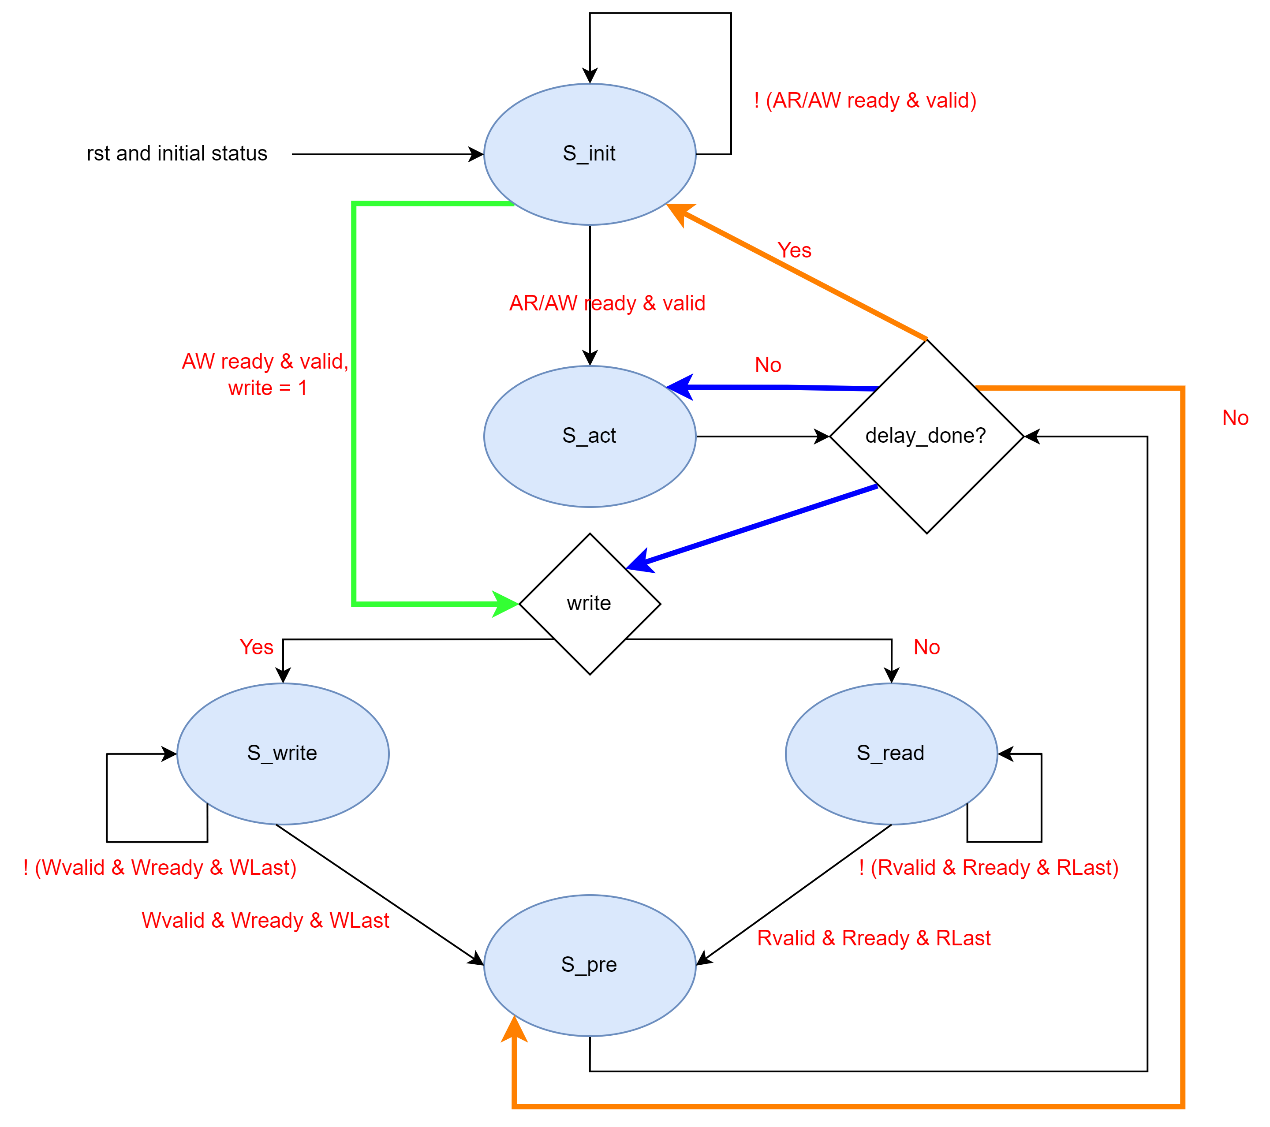 ! (AR/AW ready & valid)
rst and initial status
S_init
Yes
AR/AW ready & valid
AW ready & valid,
write = 1
No
No
S_act
delay_done?
write
Yes
No
S_write
S_read
! (Wvalid & Wready & WLast)
! (Rvalid & Rready & RLast)
Wvalid & Wready & WLast
Rvalid & Rready & RLast
S_pre